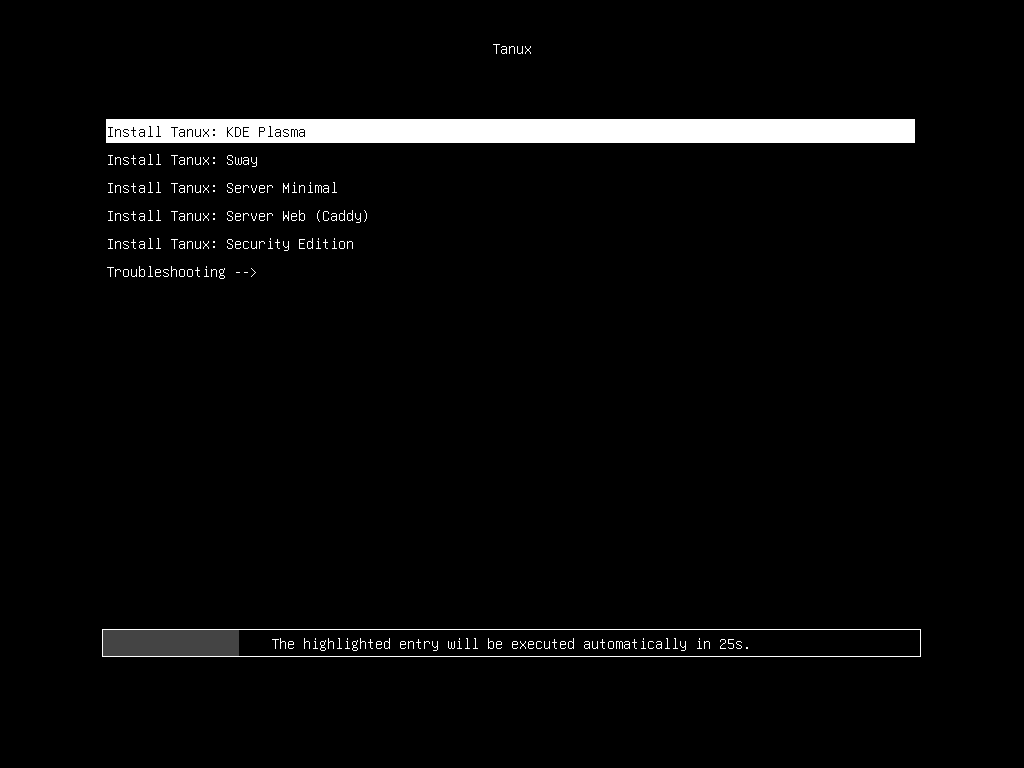 Tanux
Install Tanux: KDE Plasma
Install Tanux: Sway
Install Tanux: Server Minimal
Install Tanux: Server Web (Caddy)
Install Tanux: Security Edition
Troubleshooting -->
The highlighted entry will be executed automatically in 25s.